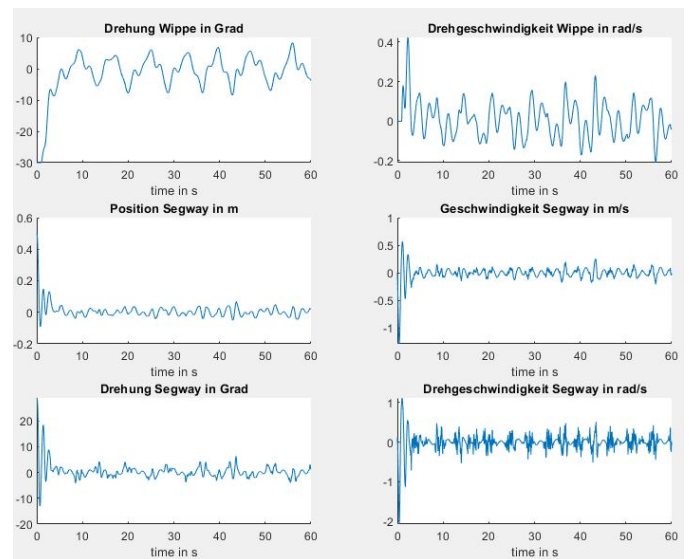 Drehung Wippe in Grad
10
0
-10
-20
-30
0 10 20 30 40 50 60
time in s
Drehgeschwindigkeit Wippe in rad/s
0.4
0.2
0
-0.2
0 10 20 30 40 50 60
time in s
Position Segway in m
0.6
0.4
0.2
0
-0.2
0 10 20 30 40 50 60
time in s
Geschwindigkeit Segway in m/s
1
0.5
0
-0.5
-1
0 10 20 30 40 50 60
time in s
Drehung Segway in Grad
20
10
0
-10
-20
0 10 20 30 40 50 60
time in s
Drehgeschwindigkeit Segway in rad/s
1
0
-1
-2
0 10 20 30 40 50 60
time in s